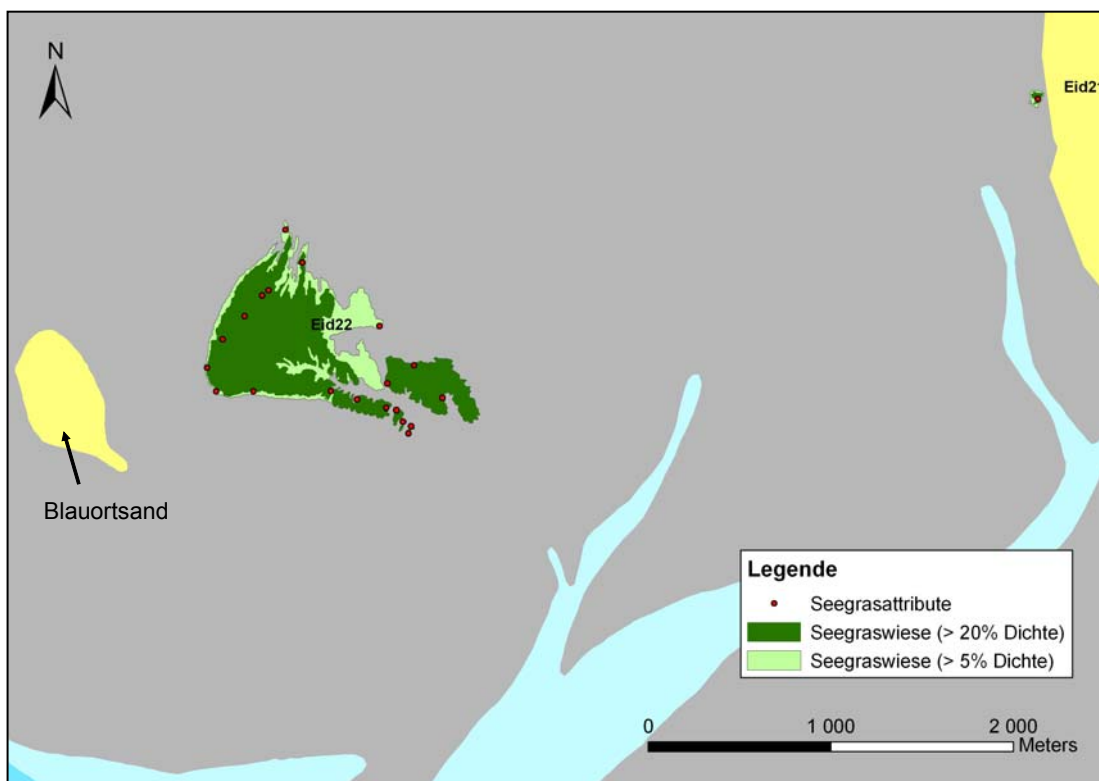 N
Eid21
Eid22
Blauortsand
Legende
Seegrasattribute
Seegraswiese (> 20% Dichte)
Seegraswiese (> 5% Dichte)
0 1 000 2 000
Meters